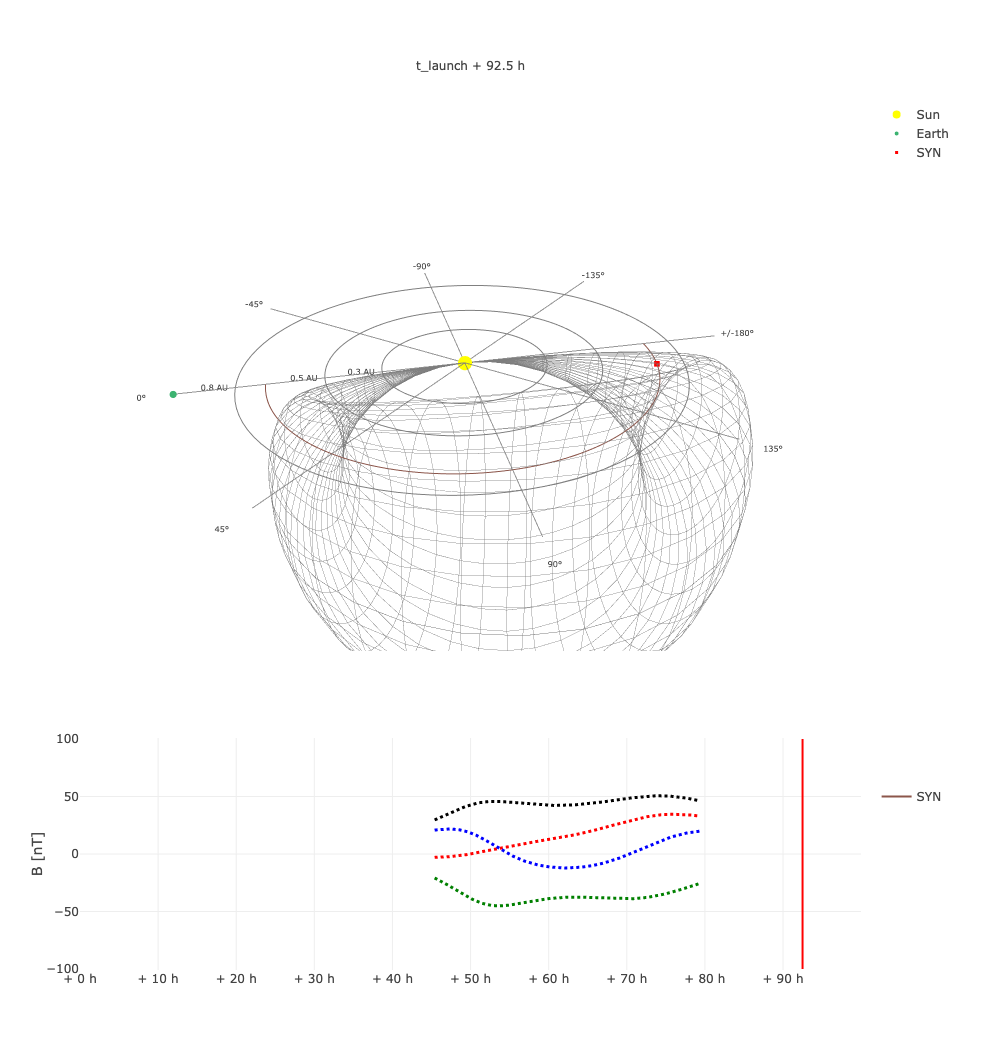 t_launch + 92.5 h
Sun
Earth
SYN
-90°
-135°
-45°
+/-180°
0.3 AU
0.5 AU
0.8 AU
0°
135°
45°
90°
100
50
0
−50
−100
B [nT]
SYN
+ 0 h
+ 10 h
+ 20 h
+ 30 h
+ 40 h
+ 50 h
+ 60 h
+ 70 h
+ 80 h
+ 90 h